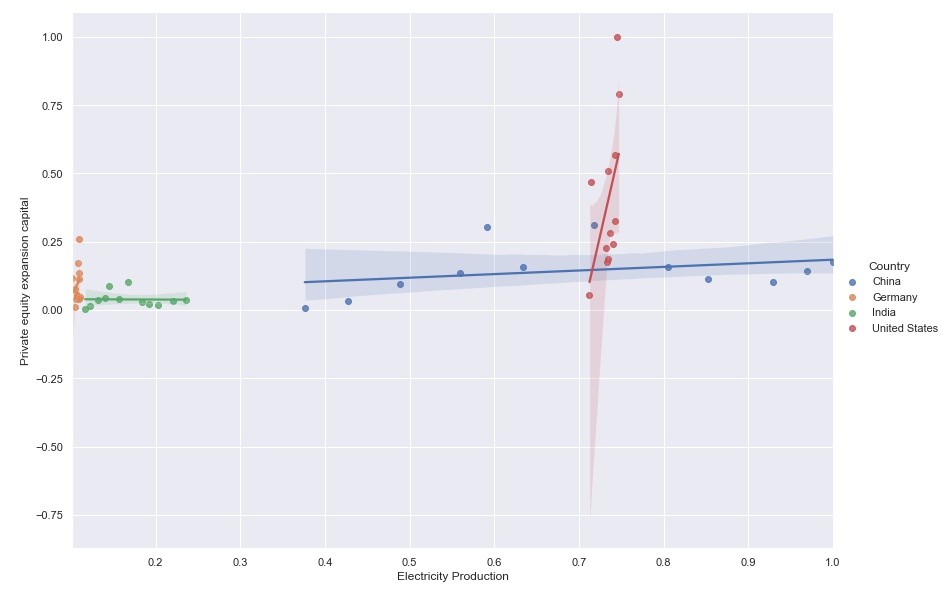 1.00
0.75
0.50
0.25
0.00
−0.25
−0.50
−0.75
Private equity expansion capital
0.2 0.3 0.4 0.5 0.6 0.7 0.8 0.9 1.0
Electricity Production
Country
China
Germany
India
United States